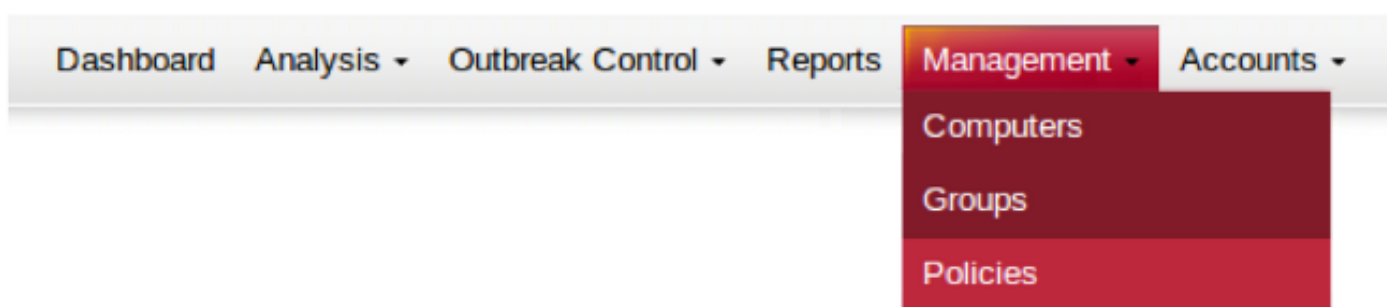 Dashboard Analysis Outbreak Control Reports Management Accounts
Computers
Groups
Policies